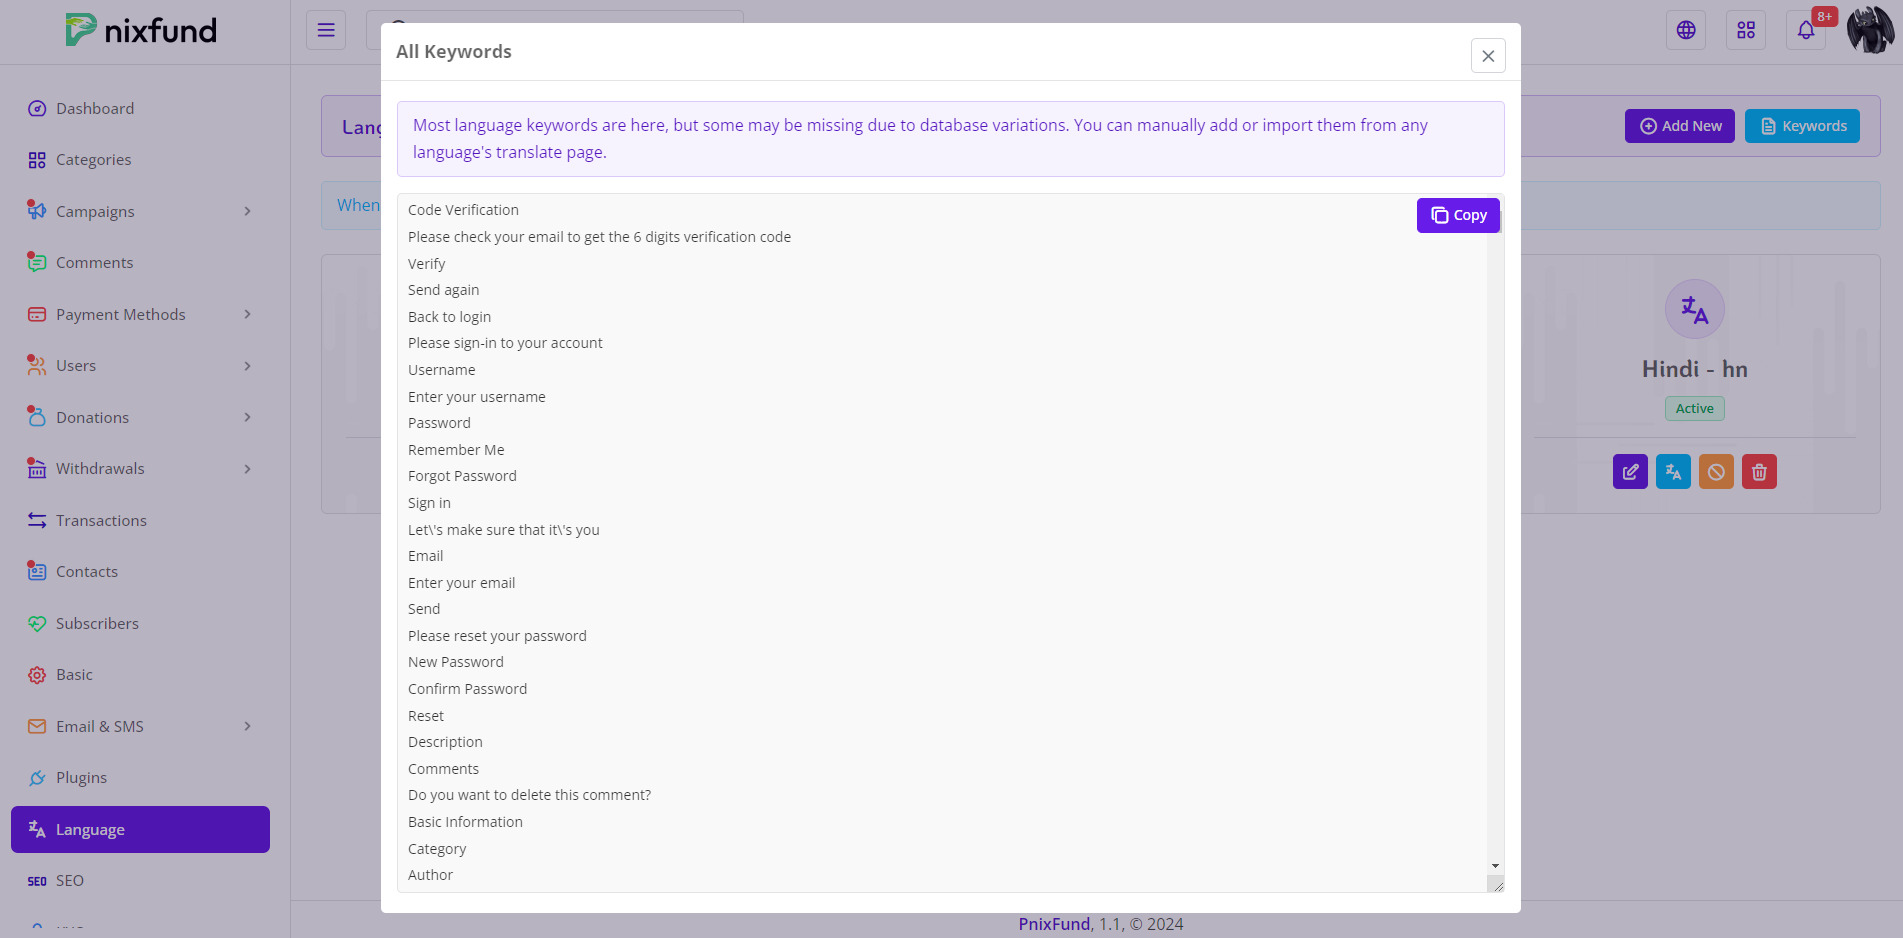 Pnixfund
8+
Dashboard
Categories
Campaigns
Comments
Payment Methods
Users
Donations
Withdrawals
Transactions
Contacts
Subscribers
Basic
Email & SMS
Plugins
Language
SEO SEO
All Keywords
Most language keywords are here, but some may be missing due to database variations. You can manually add or import them from any
language's translate page.
Copy
Code Verification
Please check your email to get the 6 digits verification code
Verify
Send again
Back to login
Please sign-in to your account
Username
Enter your username
Password
Remember Me
Forgot Password
Sign in
Let\'s make sure that it\'s you
Email
Enter your email
Send
Please reset your password
New Password
Confirm Password
Reset
Description
Comments
Do you want to delete this comment?
Basic Information
Category
Author
When
Add New
Keywords
Hindi - hn
Active
PnixFund, 1.1, © 2024